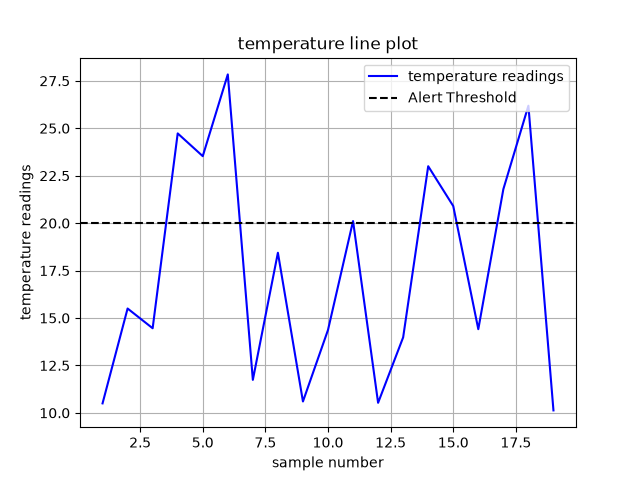 temperature line plot
temperature readings
Alert Threshold
27.5
25.0
22.5
20.0
17.5
15.0
12.5
10.0
temperature readings
2.5 5.0 7.5 10.0 12.5 15.0 17.5
sample number